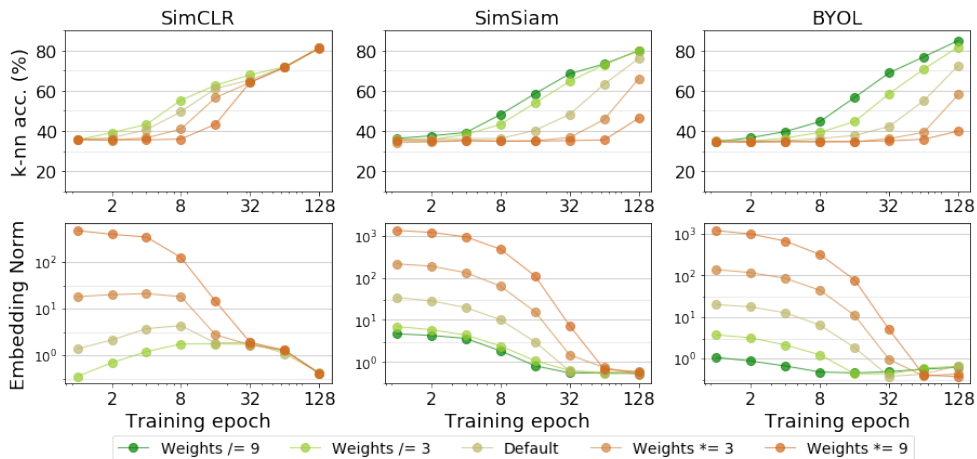 SimCLR
SimSiam
BYOL
k-nn acc. (%)
80
60
40
20
2 8 32 128
80
60
40
20
2 8 32 128
80
60
40
20
2 8 32 128
Embedding Norm
10²
10¹
10⁰
2 8 32 128
Training epoch
10³
10²
10¹
10⁰
2 8 32 128
Training epoch
10³
10²
10¹
10⁰
2 8 32 128
Training epoch
Weights /= 9 Weights /= 3 Default Weights *= 3 Weights *= 9